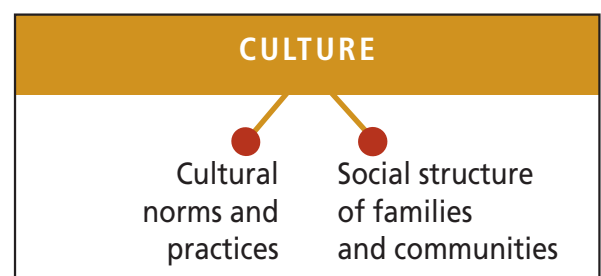 CULTURE
Cultural
norms and
practices
Social structure
of families
and communities